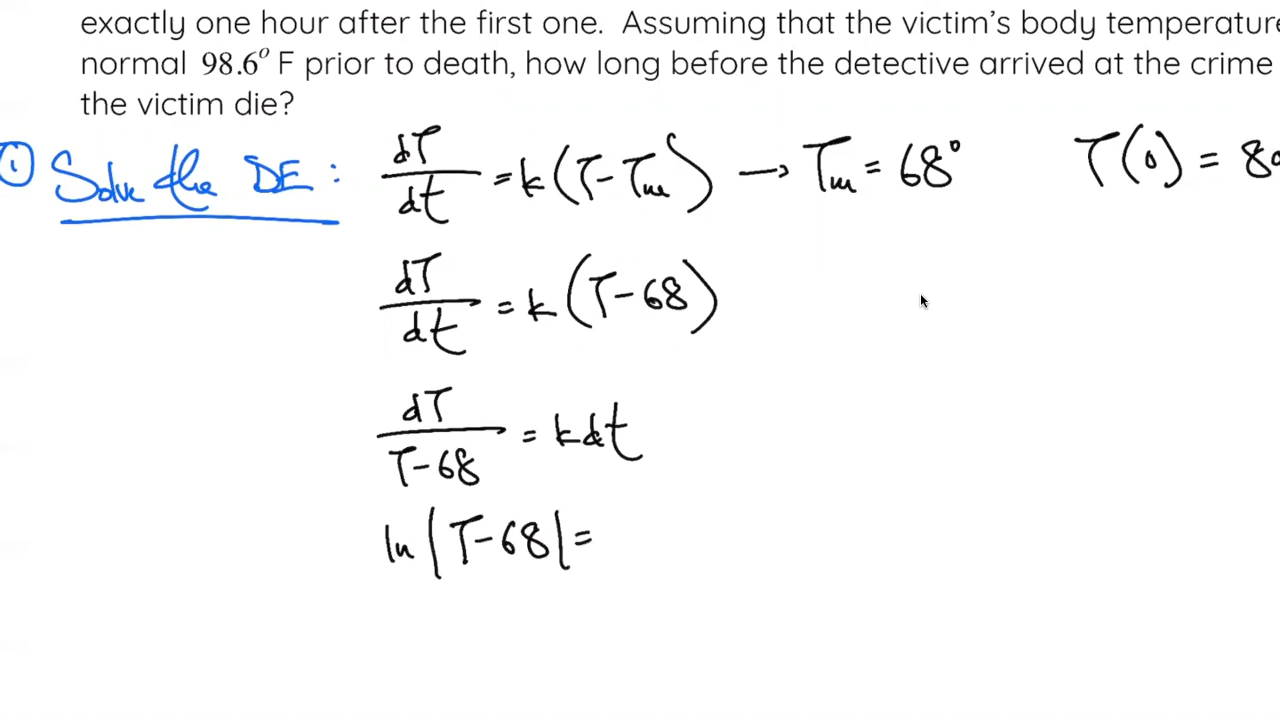 exactly one hour after the first one. Assuming that the victim's body temperature
normal 98.6° F prior to death, how long before the detective arrived at the crime
the victim die?
① Solve the DE: dT/dt = k(T-Tm) → Tm = 68° T(0) = 80
dT/dt = k(T-68)
dT/(T-68) = kdt
ln|T-68| =